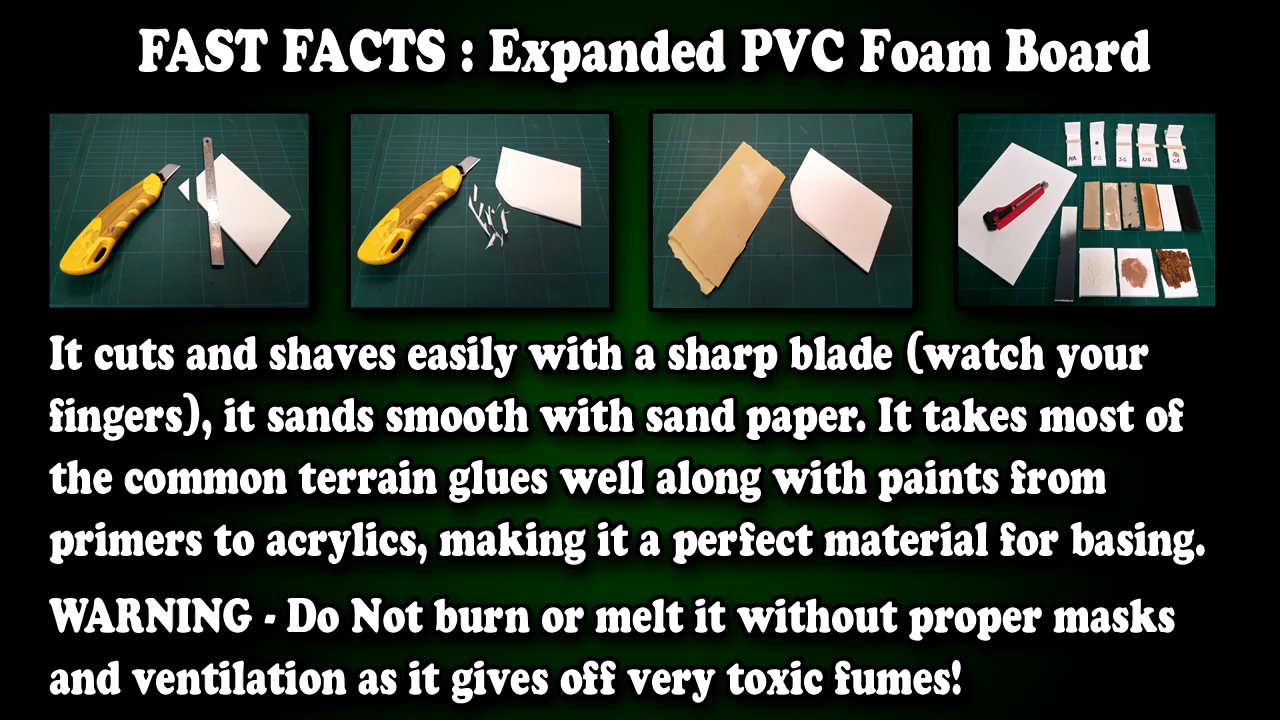 FAST FACTS : Expanded PVC Foam Board
It cuts and shaves easily with a sharp blade (watch your
fingers), it sands smooth with sand paper. It takes most of
the common terrain glues well along with paints from
primers to acrylics, making it a perfect material for basing.
WARNING - Do Not burn or melt it without proper masks
and ventilation as it gives off very toxic fumes!